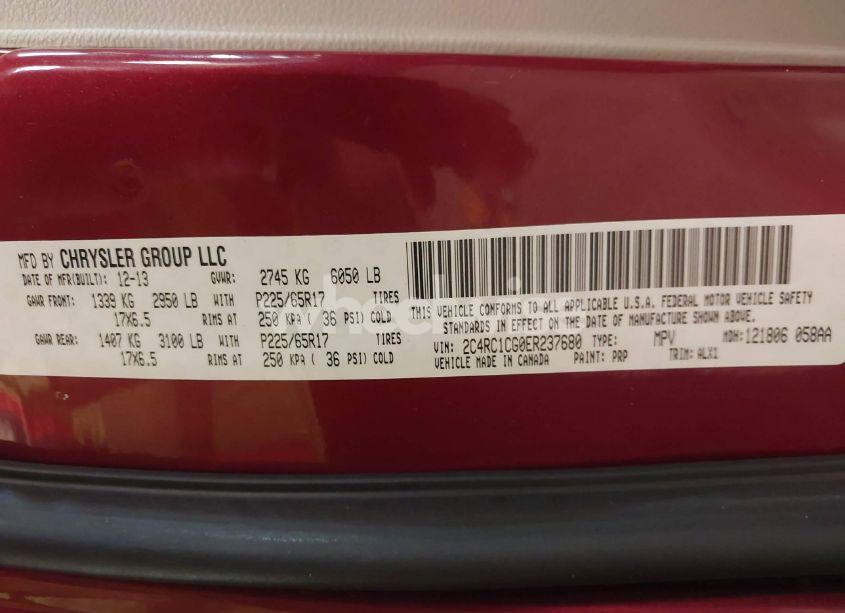 MFD BY CHRYSLER GROUP LLC
DATE OF MFR(BUILT): 12-13 GVWR: 2745 KG 6050 LB
GAWR FRONT: 1339 KG 2950 LB WITH P225/65R17 TIRES
17X6.5 RIMS AT 250 KPA ( 36 PSI) COLD
GAWR REAR: 1407 KG 3100 LB WITH P225/65R17 TIRES
17X6.5 RIMS AT 250 KPA ( 36 PSI) COLD
THIS VEHICLE CONFORMS TO ALL APPLICABLE U.S.A. FEDERAL MOTOR VEHICLE SAFETY
STANDARDS IN EFFECT ON THE DATE OF MANUFACTURE SHOWN ABOVE.
VIN: 2C4RC1CG0ER237680 TYPE: MPV MDH: 121806 058AA
VEHICLE MADE IN CANADA PAINT: PRP TRIM: ALX1